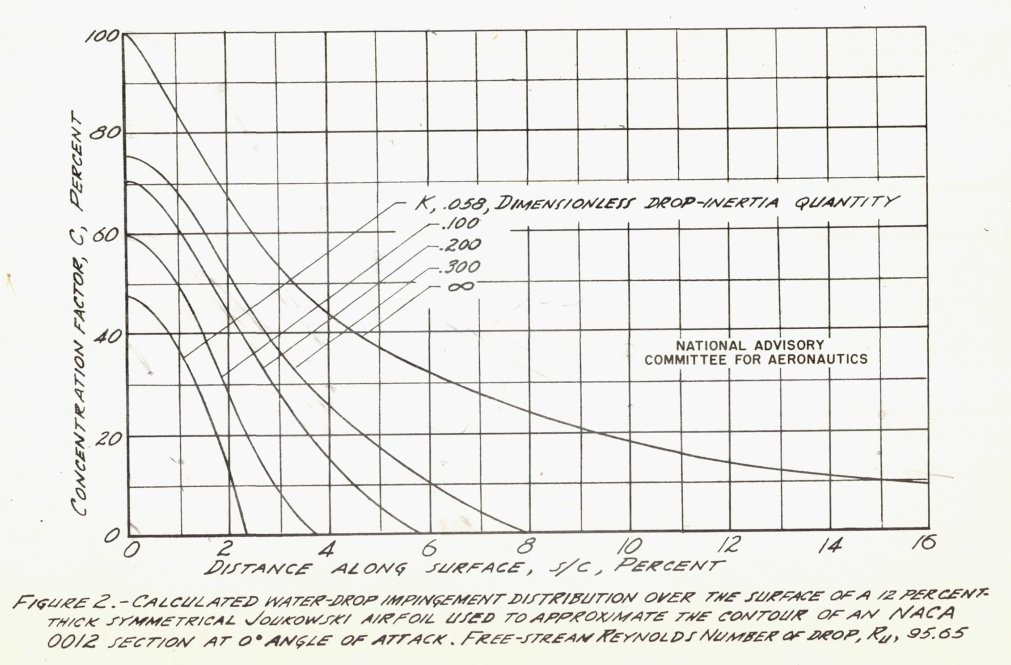 100
80
60
40
20
0
CONCENTRATION FACTOR, C, PERCENT
K, .058, DIMENSIONLESS DROP-INERTIA QUANTITY
.100
.200
.300
∞
NATIONAL ADVISORY
COMMITTEE FOR AERONAUTICS
0 2 4 6 8 10 12 14 16
DISTANCE ALONG SURFACE, S/C, PERCENT
FIGURE 2.-CALCULATED WATER-DROP IMPINGEMENT DISTRIBUTION OVER THE SURFACE OF A 12 PERCENT-
THICK SYMMETRICAL JOUKOWSKI AIRFOIL USED TO APPROXIMATE THE CONTOUR OF AN NACA
0012 SECTION AT 0° ANGLE OF ATTACK. FREE-STREAM REYNOLDS NUMBER OF DROP, RU, 95.65